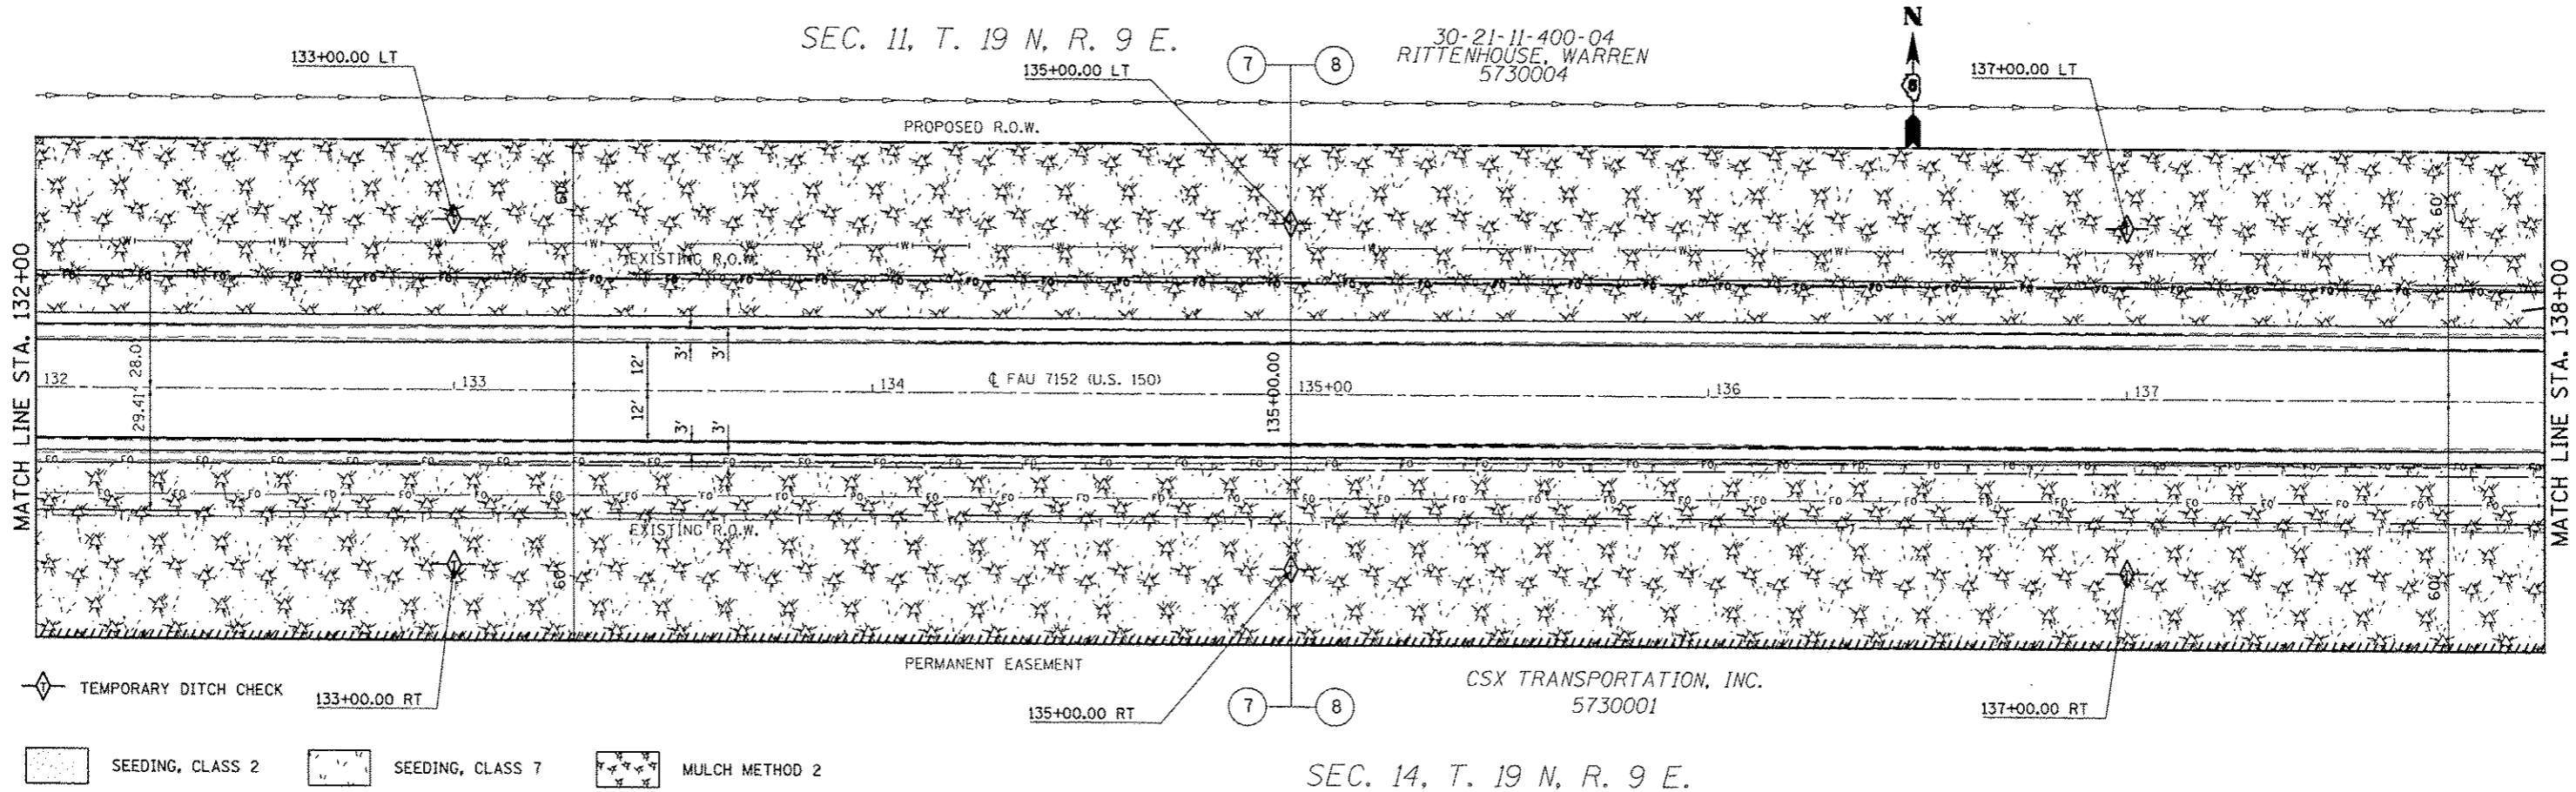 SEC. 11, T. 19 N, R. 9 E.
30-21-11-400-04
RITTENHOUSE, WARREN
5730004
N
133+00.00 LT
135+00.00 LT
7
8
137+00.00 LT
PROPOSED R.O.W.
60'
60'
EXISTING R.O.W.
MATCH LINE STA. 132+00
MATCH LINE STA. 138+00
28.0'
29.41'
12'
12'
3'
3'
3'
3'
132
133
134
℄ FAU 7152 (U.S. 150)
135+00.00
135+00
136
137
EXISTING R.O.W.
60'
60'
PERMANENT EASEMENT
T TEMPORARY DITCH CHECK
133+00.00 RT
135+00.00 RT
7
8
CSX TRANSPORTATION, INC.
5730001
137+00.00 RT
SEEDING, CLASS 2
SEEDING, CLASS 7
MULCH METHOD 2
SEC. 14, T. 19 N, R. 9 E.